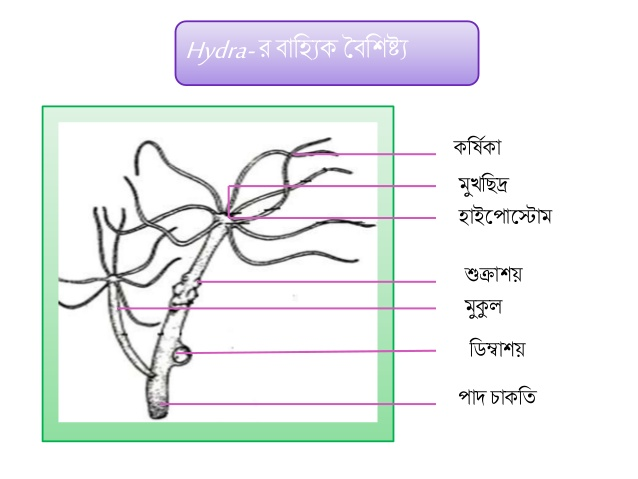 Hydra-র বাহ্যিক বৈশিষ্ট্য
কর্ষিকা
মুখছিদ্র
হাইপোস্টোম
শুক্রাশয়
মুকুল
ডিম্বাশয়
পাদ চাকতি